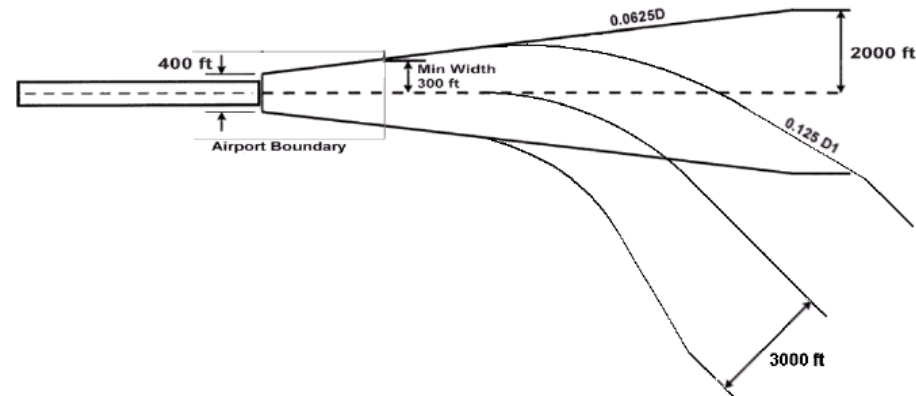 0.0625D
400 ft
2000 ft
Min Width
300 ft
0.125 D1
Airport Boundary
3000 ft